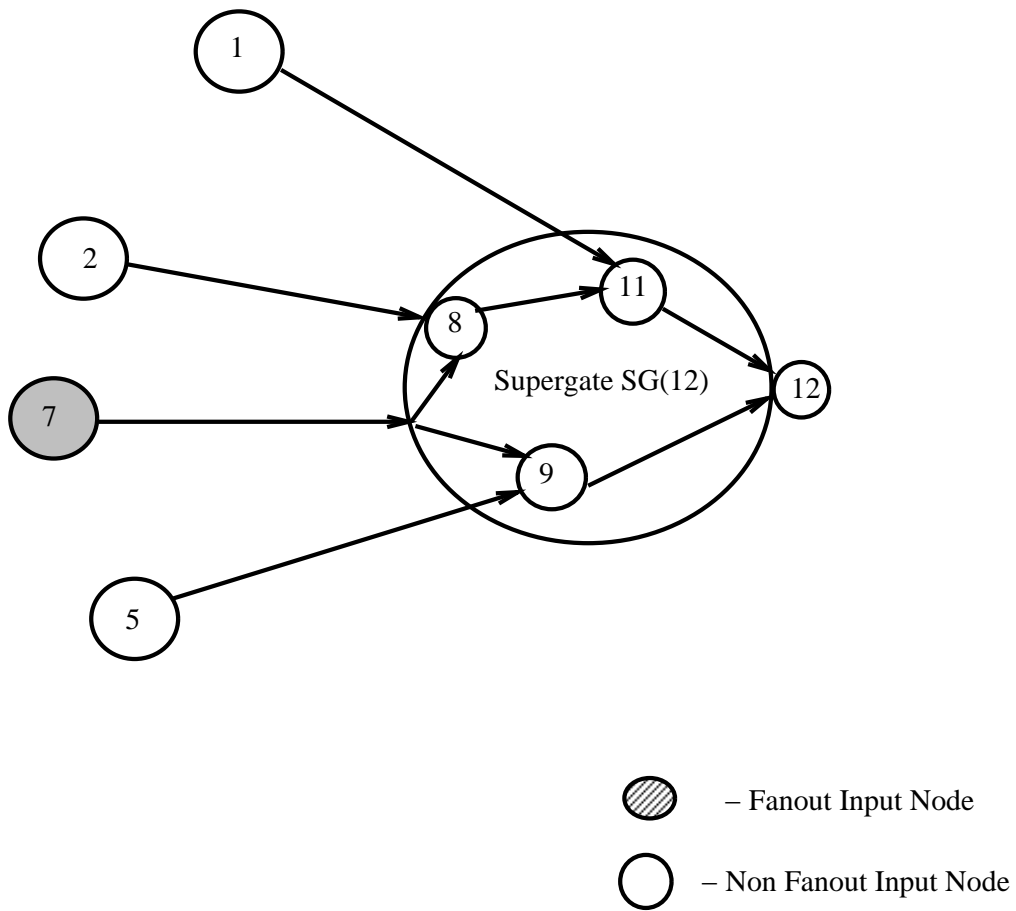 1
2
11
8
Supergate SG(12)
12
7
9
5
– Fanout Input Node
– Non Fanout Input Node